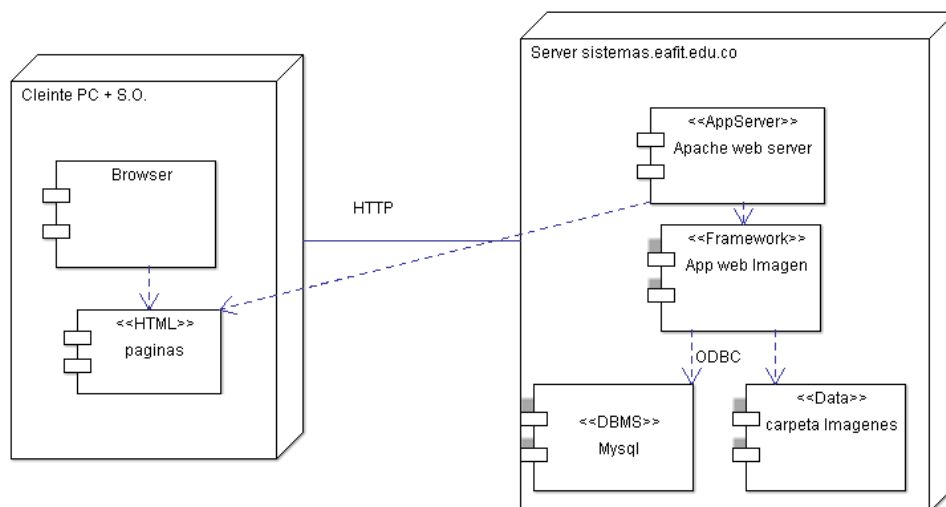 Cleinte PC + S.O.
Browser
<<HTML>>
paginas
HTTP
Server sistemas.eafit.edu.co
<<AppServer>>
Apache web server
<<Framework>>
App web Imagen
ODBC
<<DBMS>>
Mysql
<<Data>>
carpeta Imagenes